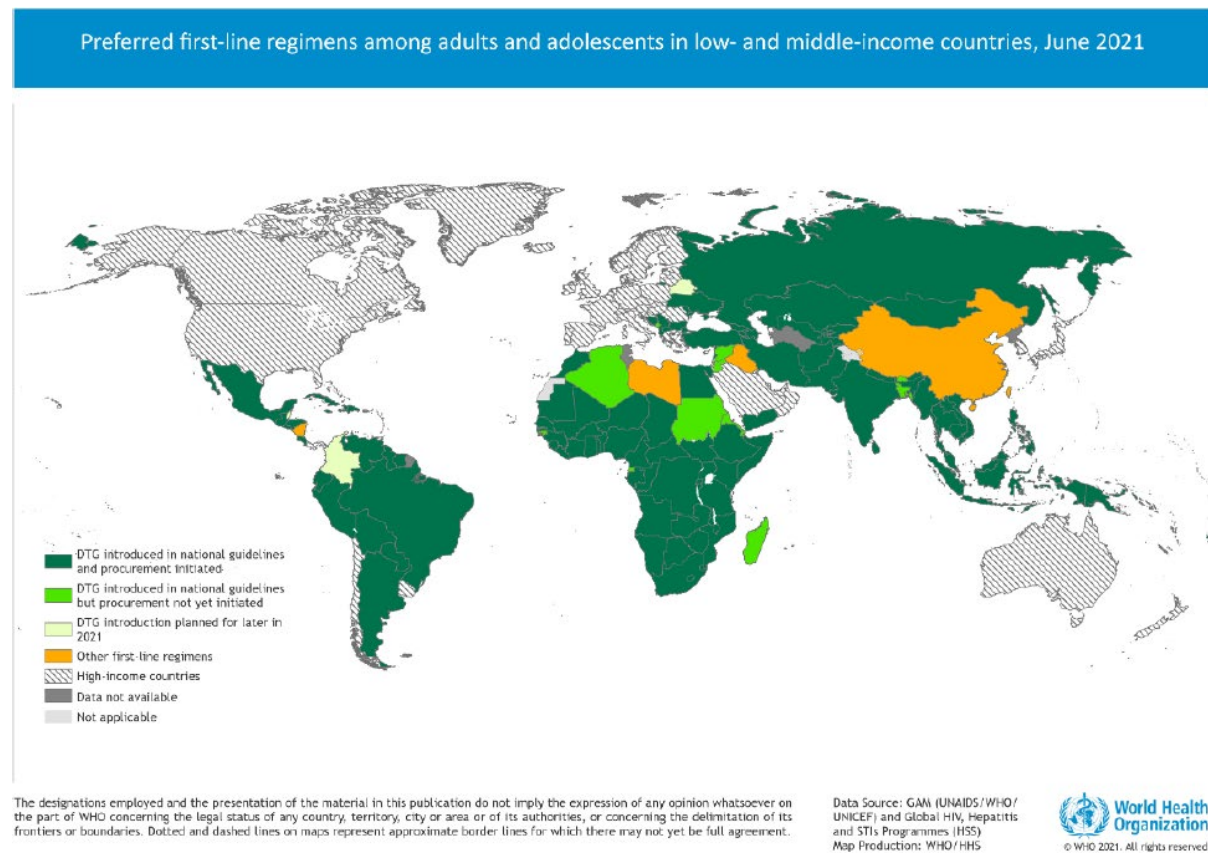 Preferred first-line regimens among adults and adolescents in low- and middle-income countries, June 2021
DTG introduced in national guidelines
and procurement initiated
DTG introduced in national guidelines
but procurement not yet initiated
DTG introduction planned for later in
2021
Other first-line regimens
High-income countries
Data not available
Not applicable
The designations employed and the presentation of the material in this publication do not imply the expression of any opinion whatsoever on
the part of WHO concerning the legal status of any country, territory, city or area or of its authorities, or concerning the delimitation of its
frontiers or boundaries. Dotted and dashed lines on maps represent approximate border lines for which there may not yet be full agreement.
Data Source: GAM (UNAIDS/WHO/
UNICEF) and Global HIV, Hepatitis
and STIs Programmes (HSS)
Map Production: WHO/HHS
World Health
Organization
© WHO 2021. All rights reserved